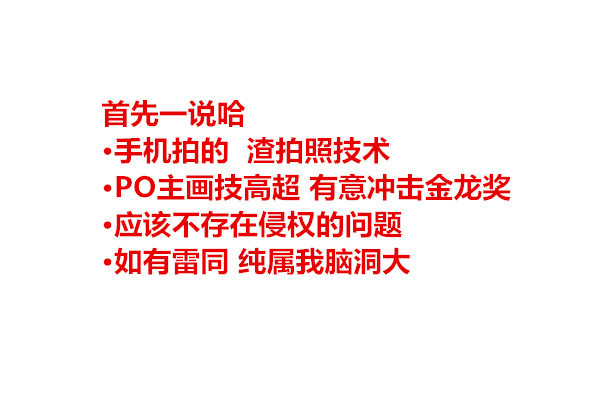 首先一说哈
•手机拍的  渣拍照技术
•PO主画技高超 有意冲击金龙奖
•应该不存在侵权的问题
•如有雷同 纯属我脑洞大